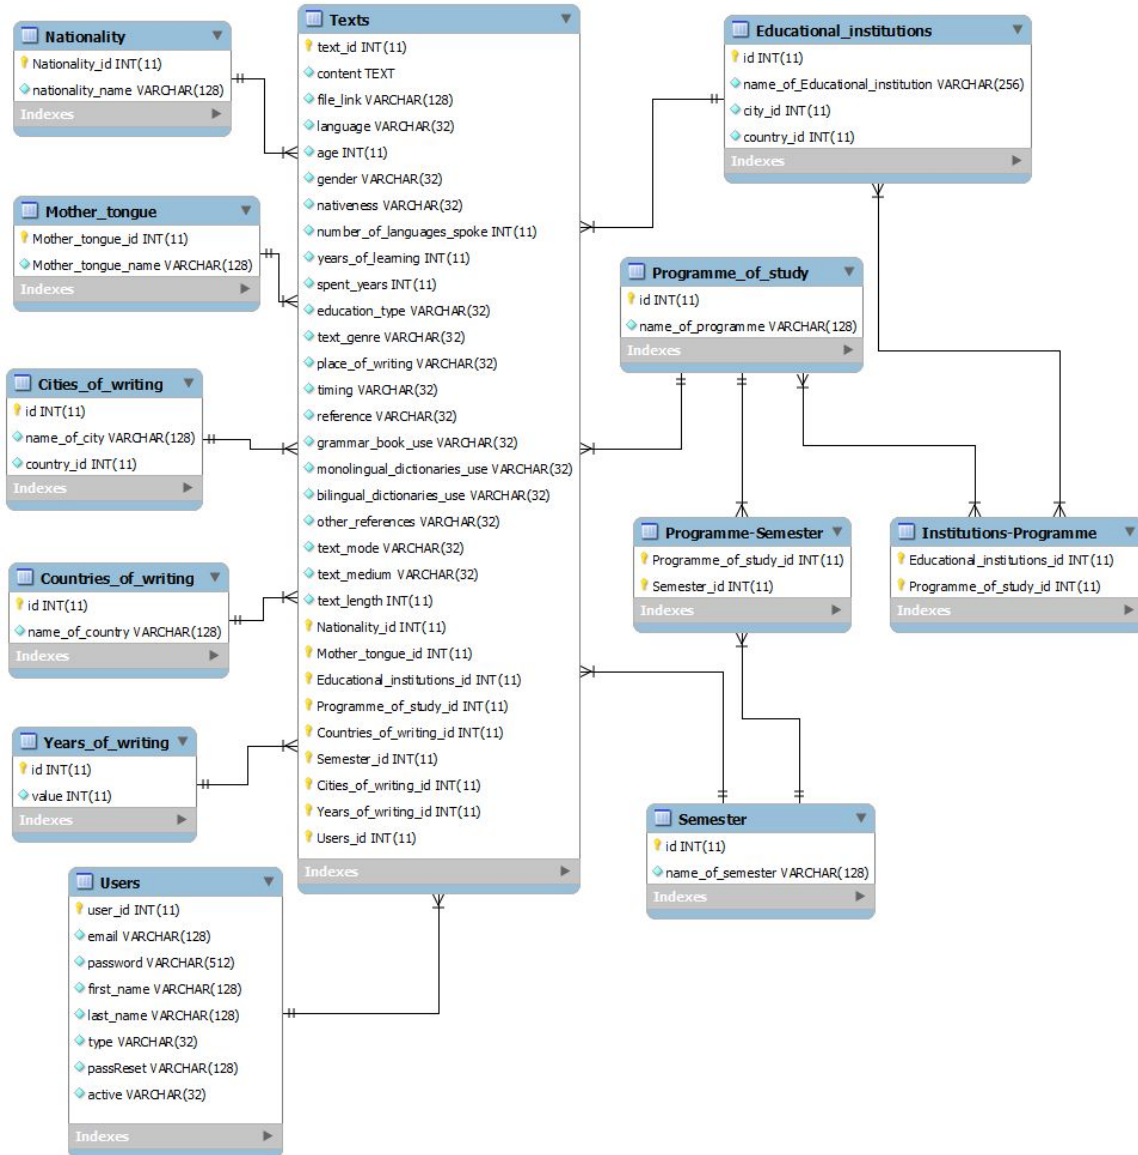 Nationality
Nationality_id INT(11)
nationality_name VARCHAR(128)
Indexes
Mother_tongue
Mother_tongue_id INT(11)
Mother_tongue_name VARCHAR(128)
Indexes
Cities_of_writing
id INT(11)
name_of_city VARCHAR(128)
country_id INT(11)
Indexes
Countries_of_writing
id INT(11)
name_of_country VARCHAR(128)
Indexes
Years_of_writing
id INT(11)
value INT(11)
Indexes
Users
user_id INT(11)
email VARCHAR(128)
password VARCHAR(512)
first_name VARCHAR(128)
last_name VARCHAR(128)
type VARCHAR(32)
passReset VARCHAR(128)
active VARCHAR(32)
Indexes
Texts
text_id INT(11)
content TEXT
file_link VARCHAR(128)
language VARCHAR(32)
age INT(11)
gender VARCHAR(32)
nativeness VARCHAR(32)
number_of_languages_spoke INT(11)
years_of_learning INT(11)
spent_years INT(11)
education_type VARCHAR(32)
text_genre VARCHAR(32)
place_of_writing VARCHAR(32)
timing VARCHAR(32)
reference VARCHAR(32)
grammar_book_use VARCHAR(32)
monolingual_dictionaries_use VARCHAR(32)
bilingual_dictionaries_use VARCHAR(32)
other_references VARCHAR(32)
text_mode VARCHAR(32)
text_medium VARCHAR(32)
text_length INT(11)
Nationality_id INT(11)
Mother_tongue_id INT(11)
Educational_institutions_id INT(11)
Programme_of_study_id INT(11)
Countries_of_writing_id INT(11)
Semester_id INT(11)
Cities_of_writing_id INT(11)
Years_of_writing_id INT(11)
Users_id INT(11)
Indexes
Educational_institutions
id INT(11)
name_of_Educational_institution VARCHAR(256)
city_id INT(11)
country_id INT(11)
Indexes
Programme_of_study
id INT(11)
name_of_programme VARCHAR(128)
Indexes
Programme-Semester
Programme_of_study_id INT(11)
Semester_id INT(11)
Indexes
Institutions-Programme
Educational_institutions_id INT(11)
Programme_of_study_id INT(11)
Indexes
Semester
id INT(11)
name_of_semester VARCHAR(128)
Indexes